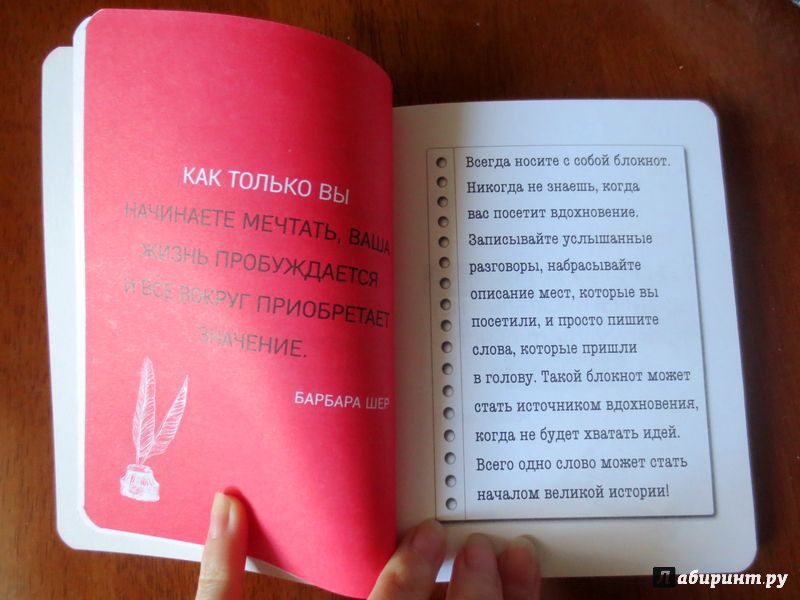 КАК ТОЛЬКО ВЫ
НАЧИНАЕТЕ МЕЧТАТЬ, ВАША
ЖИЗНЬ ПРОБУЖДАЕТСЯ
И ВСЕ ВОКРУГ ПРИОБРЕТАЕТ
ЗНАЧЕНИЕ.
БАРБАРА ШЕР
Всегда носите с собой блокнот.
Никогда не знаешь, когда
вас посетит вдохновение.
Записывайте услышанные
разговоры, набрасывайте
описание мест, которые вы
посетили, и просто пишите
слова, которые пришли
в голову. Такой блокнот может
стать источником вдохновения,
когда не будет хватать идей.
Всего одно слово может стать
началом великой истории!
Лабиринт.ру